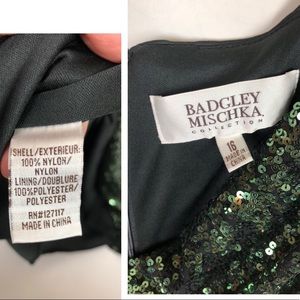 SHELL/EXTERIEUR:
100% NYLON/
NYLON
LINING/DOUBLURE
100%POLYESTER/
POLYESTER
RN#127117
MADE IN CHINA
BADGLEY
MISCHKA
COLLECTION
16
MADE IN
CHINA